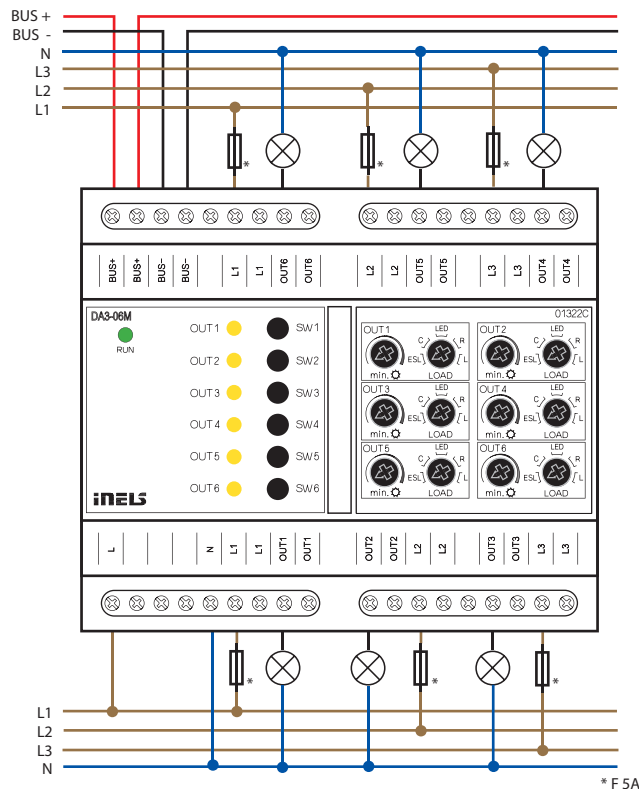 BUS +
BUS -
N
L3
L2
L1
* * *
BUS+ BUS+ BUS- BUS- L1 L1 OUT6 OUT6 L2 L2 OUT5 OUT5 L3 L3 OUT4 OUT4
DA3-06M
RUN
01322C
OUT1 SW1
OUT2 SW2
OUT3 SW3
OUT4 SW4
OUT5 SW5
OUT6 SW6
iNELS
OUT1 min. LED C R ESL L LOAD
OUT2 min. LED C R ESL L LOAD
OUT3 min. LED C R ESL L LOAD
OUT4 min. LED C R ESL L LOAD
OUT5 min. LED C R ESL L LOAD
OUT6 min. LED C R ESL L LOAD
L N L1 L1 OUT1 OUT1 OUT2 OUT2 L2 L2 OUT3 OUT3 L3 L3
* * *
L1
L2
L3
N
* F 5A